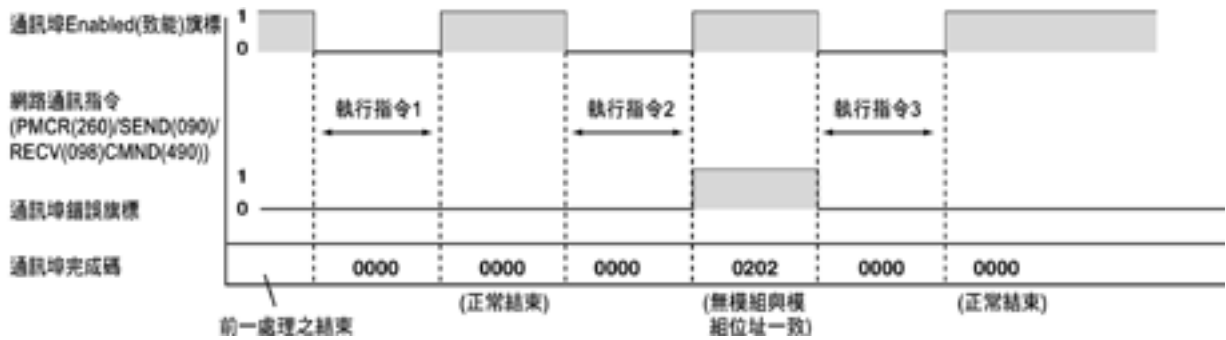 通訊埠Enabled(致能)旗標
1
0
網路通訊指令
(PMCR(260)/SEND(090)/
RECV(098)CMND(490))
執行指令1
執行指令2
執行指令3
通訊埠錯誤旗標
1
0
通訊埠完成碼
0000
0000
0000
0202
0000
0000
(正常結束)
(無模組與模
組位址一致)
(正常結束)
前一處理之結束